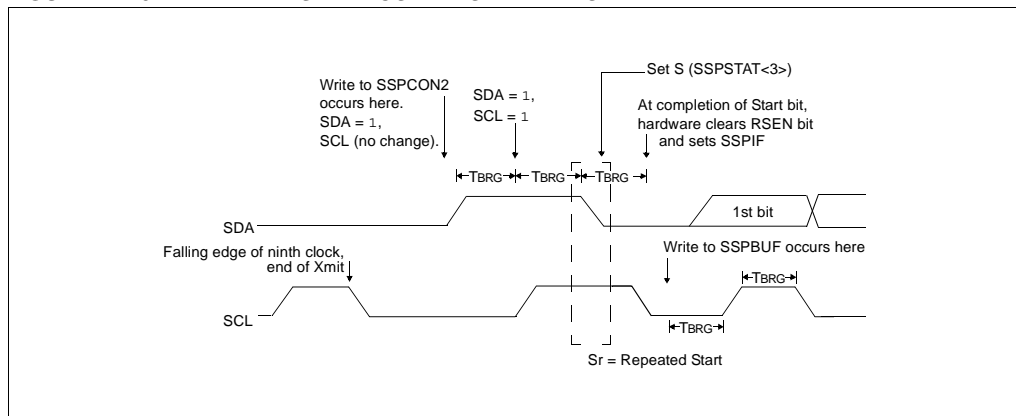 Set S (SSPSTAT<3>)
Write to SSPCON2
occurs here.
SDA = 1,
SCL (no change).
SDA = 1,
SCL = 1
At completion of Start bit,
hardware clears RSEN bit
and sets SSPIF
TBRG
TBRG
TBRG
SDA
1st bit
Falling edge of ninth clock,
end of Xmit
Write to SSPBUF occurs here
TBRG
SCL
TBRG
Sr = Repeated Start